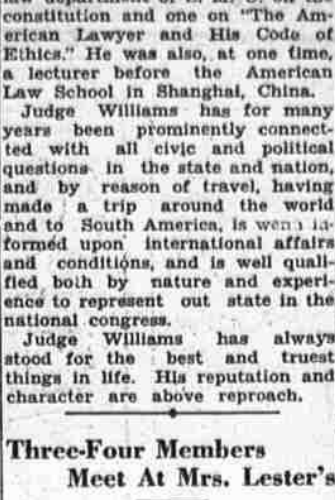 law department of L. S. U. on the
constitution and one on "The Am-
erican Lawyer and His Code of
Ethics." He was also, at one time,
a lecturer before the American
Law School in Shanghai, China.
Judge Williams has for many
years been prominently connect-
ted with all civic and political
questions in the state and nation,
and by reason of travel, having
made a trip around the world
and to South America, is well in-
formed upon international affairs
and conditions, and is well quali-
fied both by nature and experi-
ence to represent out state in the
national congress.
Judge Williams has always
stood for the best and truest
things in life. His reputation and
character are above reproach.
Three-Four Members
Meet At Mrs. Lester's